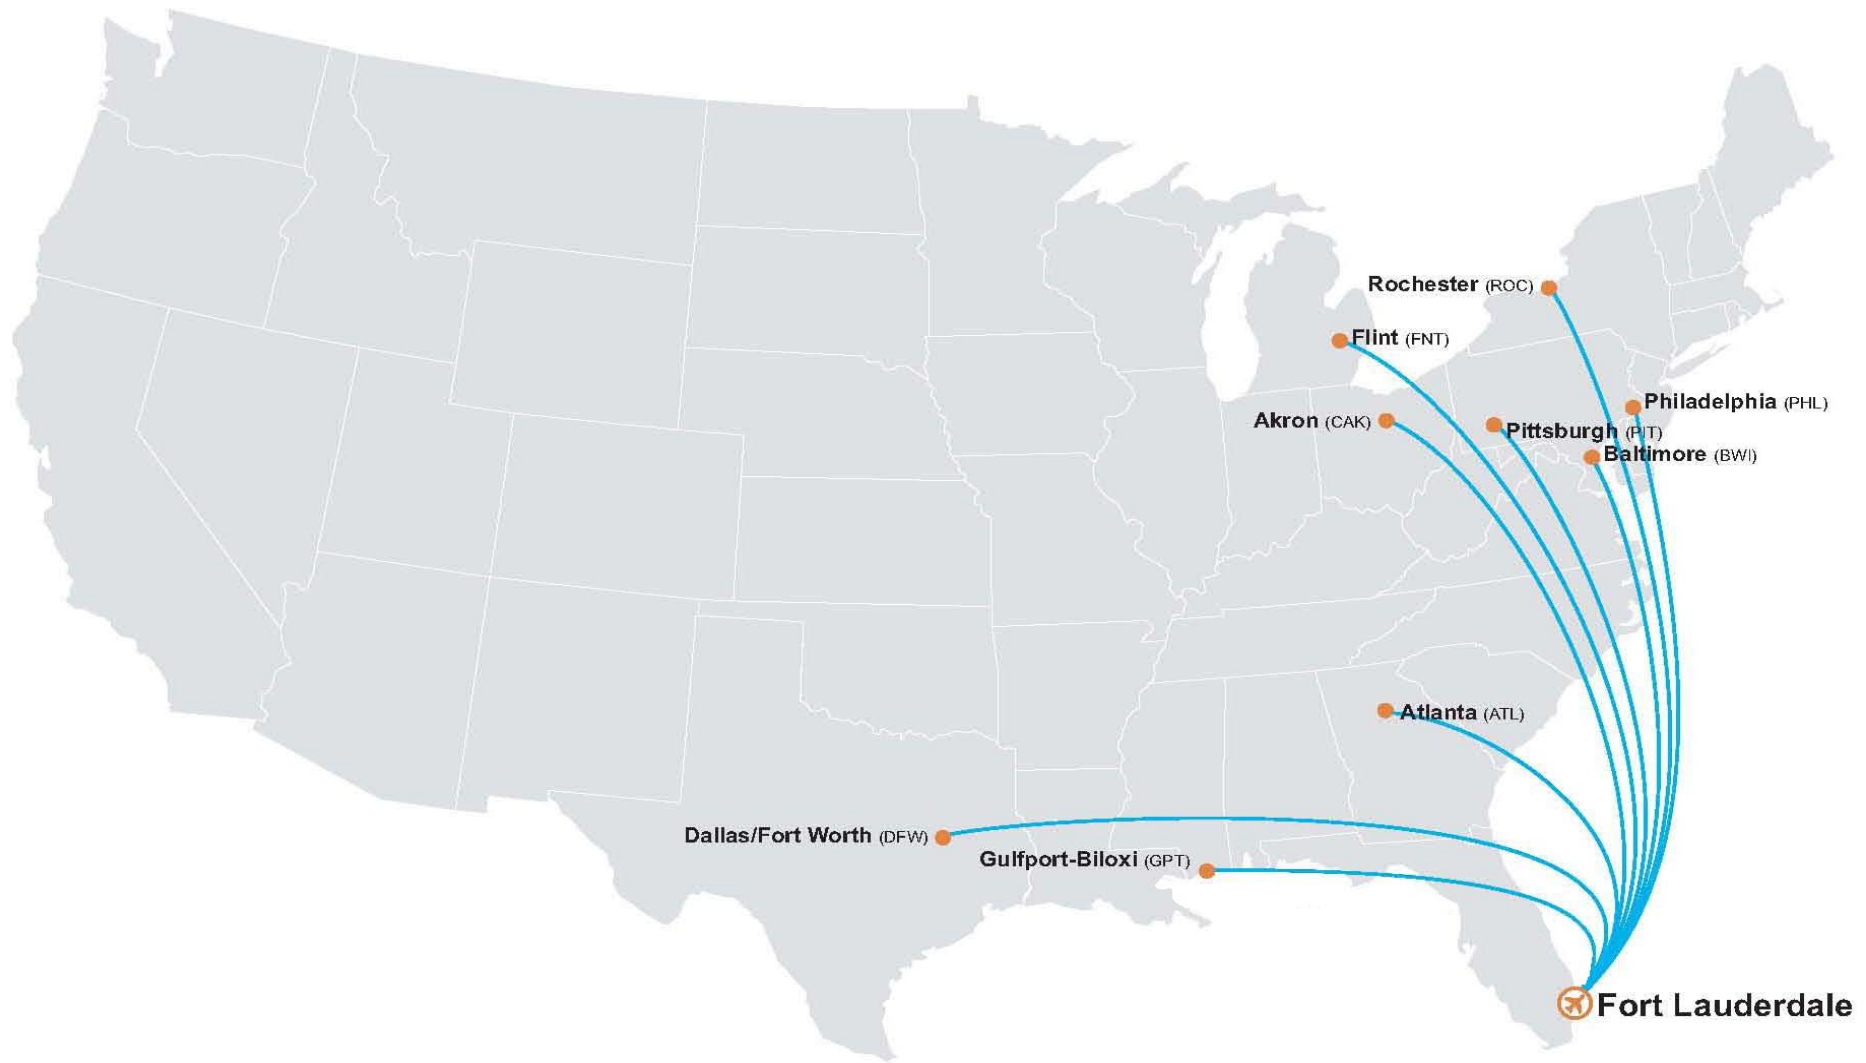 Rochester (ROC)
Flint (FNT)
Philadelphia (PHL)
Akron (CAK)
Pittsburgh (PIT)
Baltimore (BWI)
Atlanta (ATL)
Dallas/Fort Worth (DFW)
Gulfport-Biloxi (GPT)
Fort Lauderdale